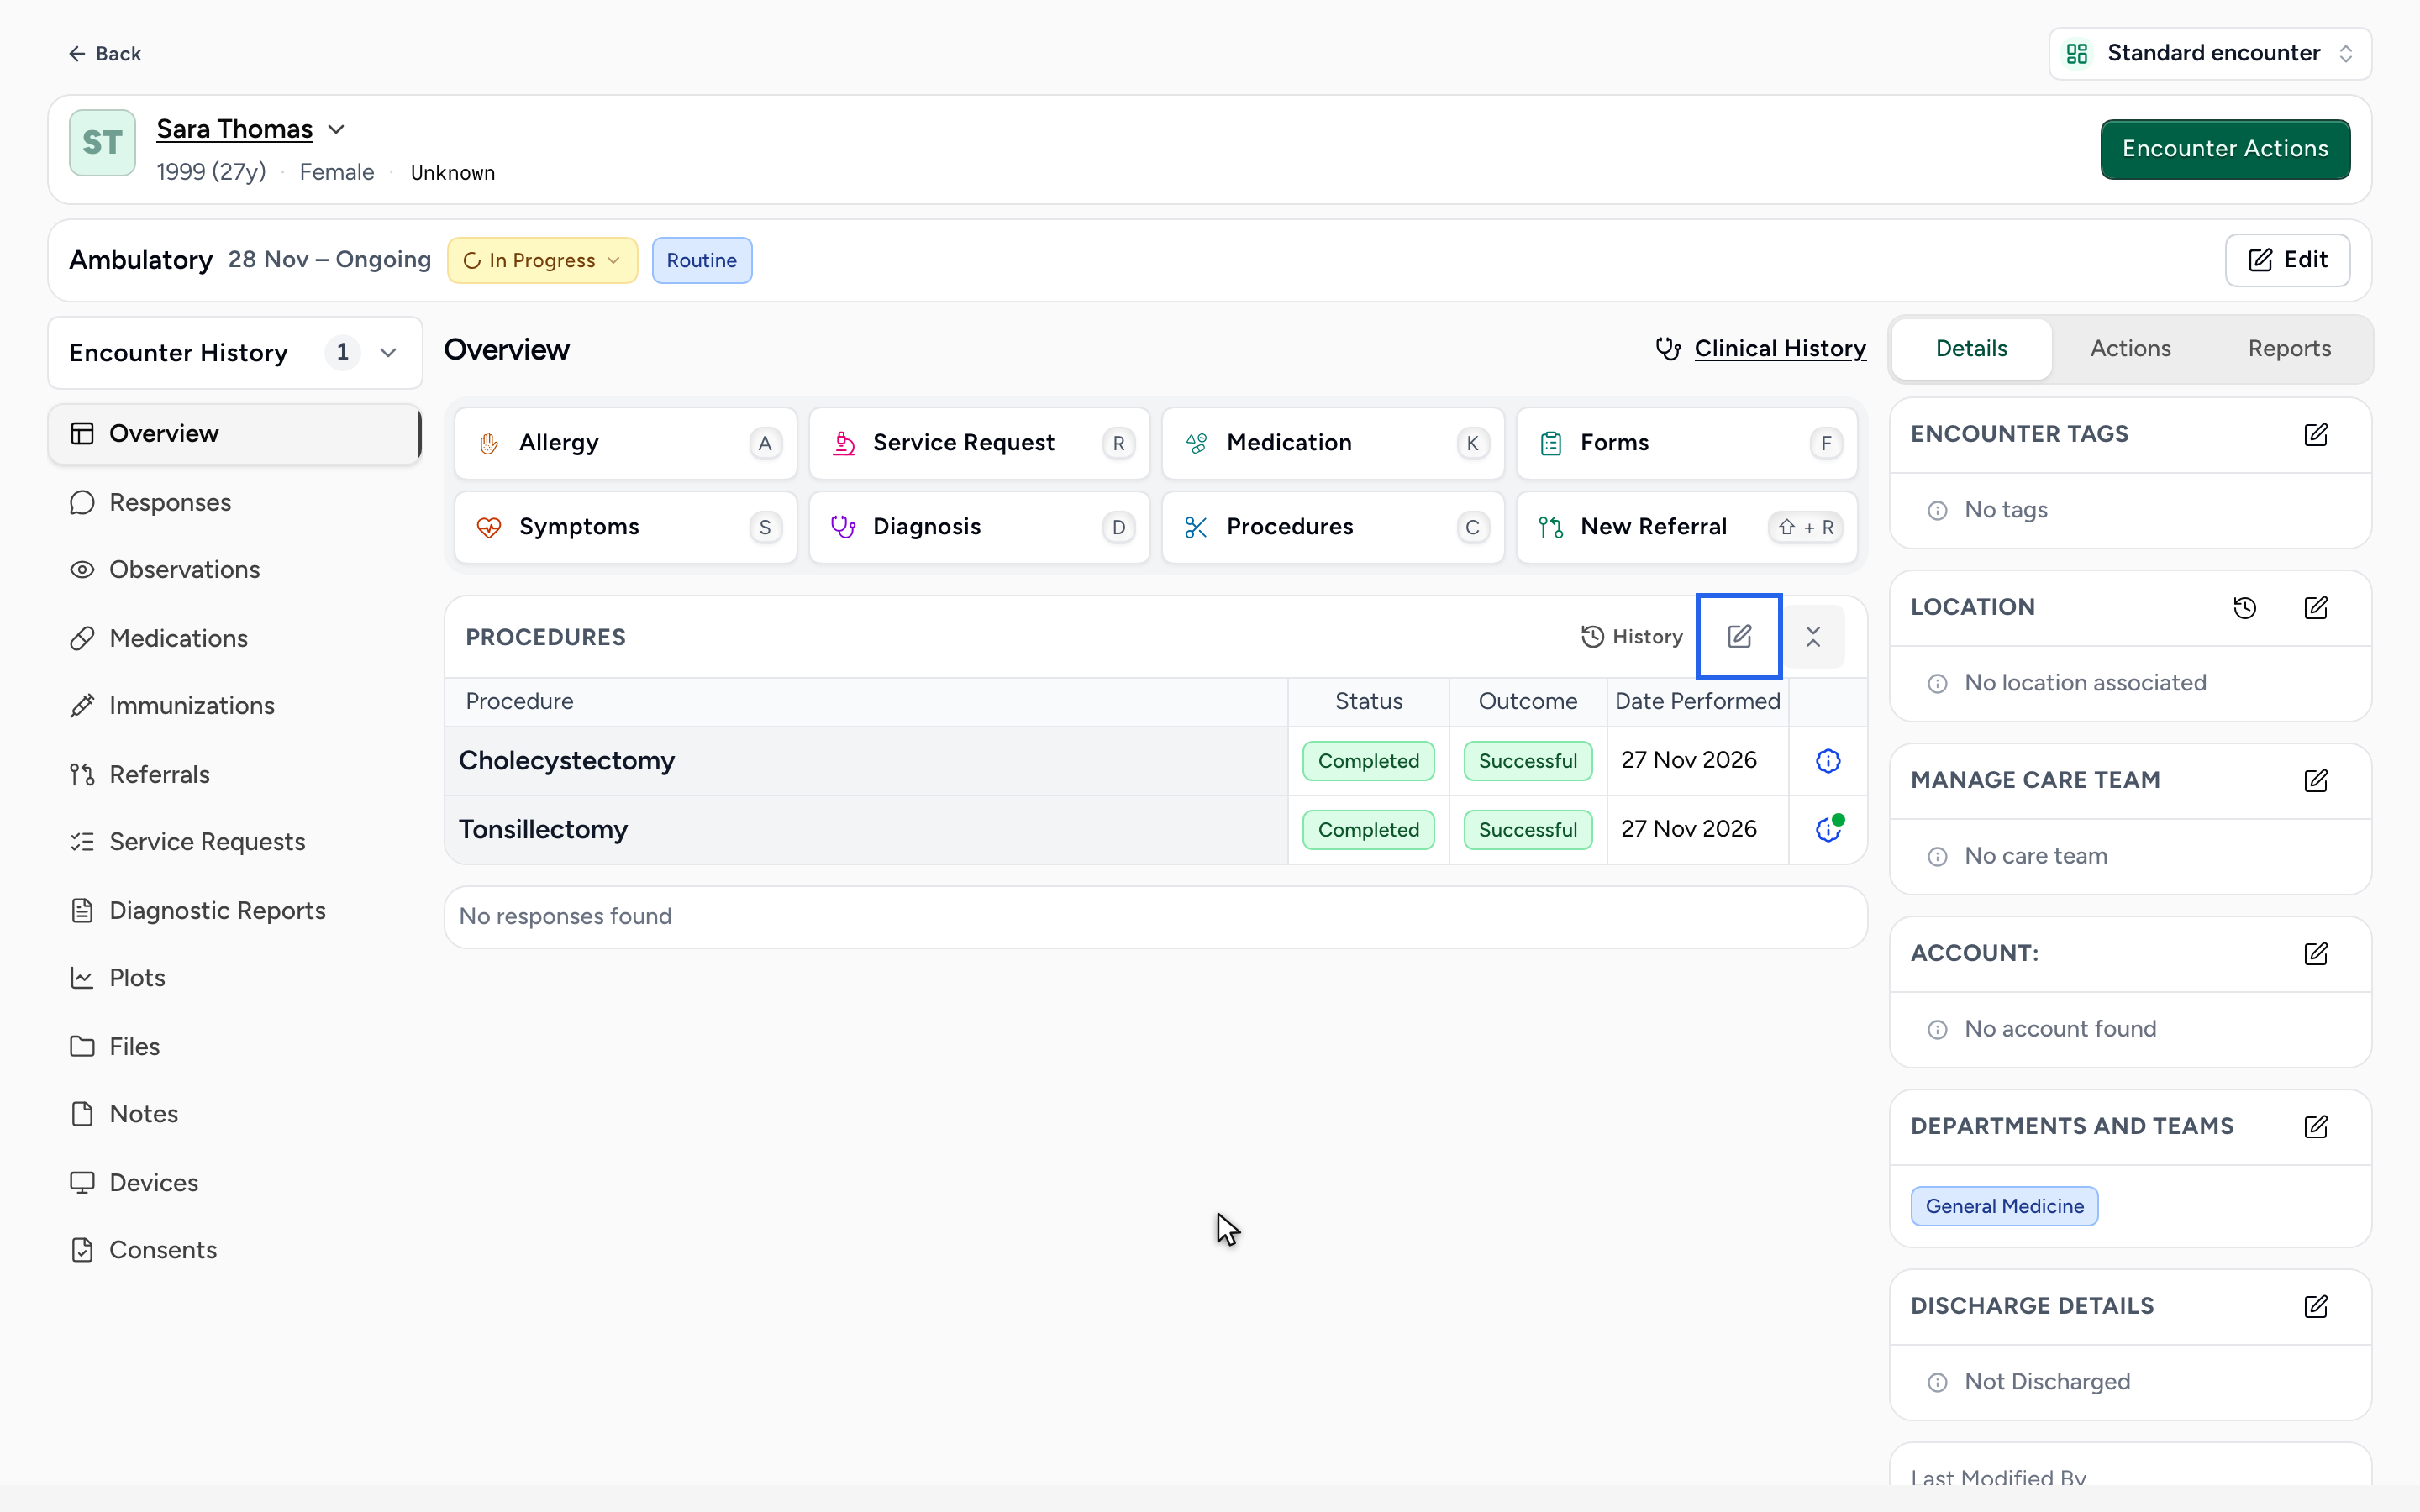 Back
Standard encounter
ST
Sara Thomas
1999 (27y) · Female · Unknown
Encounter Actions
Ambulatory 28 Nov – Ongoing In Progress Routine
Edit
Encounter History 1
Overview
Responses
Observations
Medications
Immunizations
Referrals
Service Requests
Diagnostic Reports
Plots
Files
Notes
Devices
Consents
Overview
Clinical History
Allergy A
Service Request R
Medication K
Forms F
Symptoms S
Diagnosis D
Procedures C
New Referral ⇧ + R
PROCEDURES
History
Procedure Status Outcome Date Performed
Cholecystectomy Completed Successful 27 Nov 2026
Tonsillectomy Completed Successful 27 Nov 2026
No responses found
Details Actions Reports
ENCOUNTER TAGS
No tags
LOCATION
No location associated
MANAGE CARE TEAM
No care team
ACCOUNT:
No account found
DEPARTMENTS AND TEAMS
General Medicine
DISCHARGE DETAILS
Not Discharged
Last Modified By